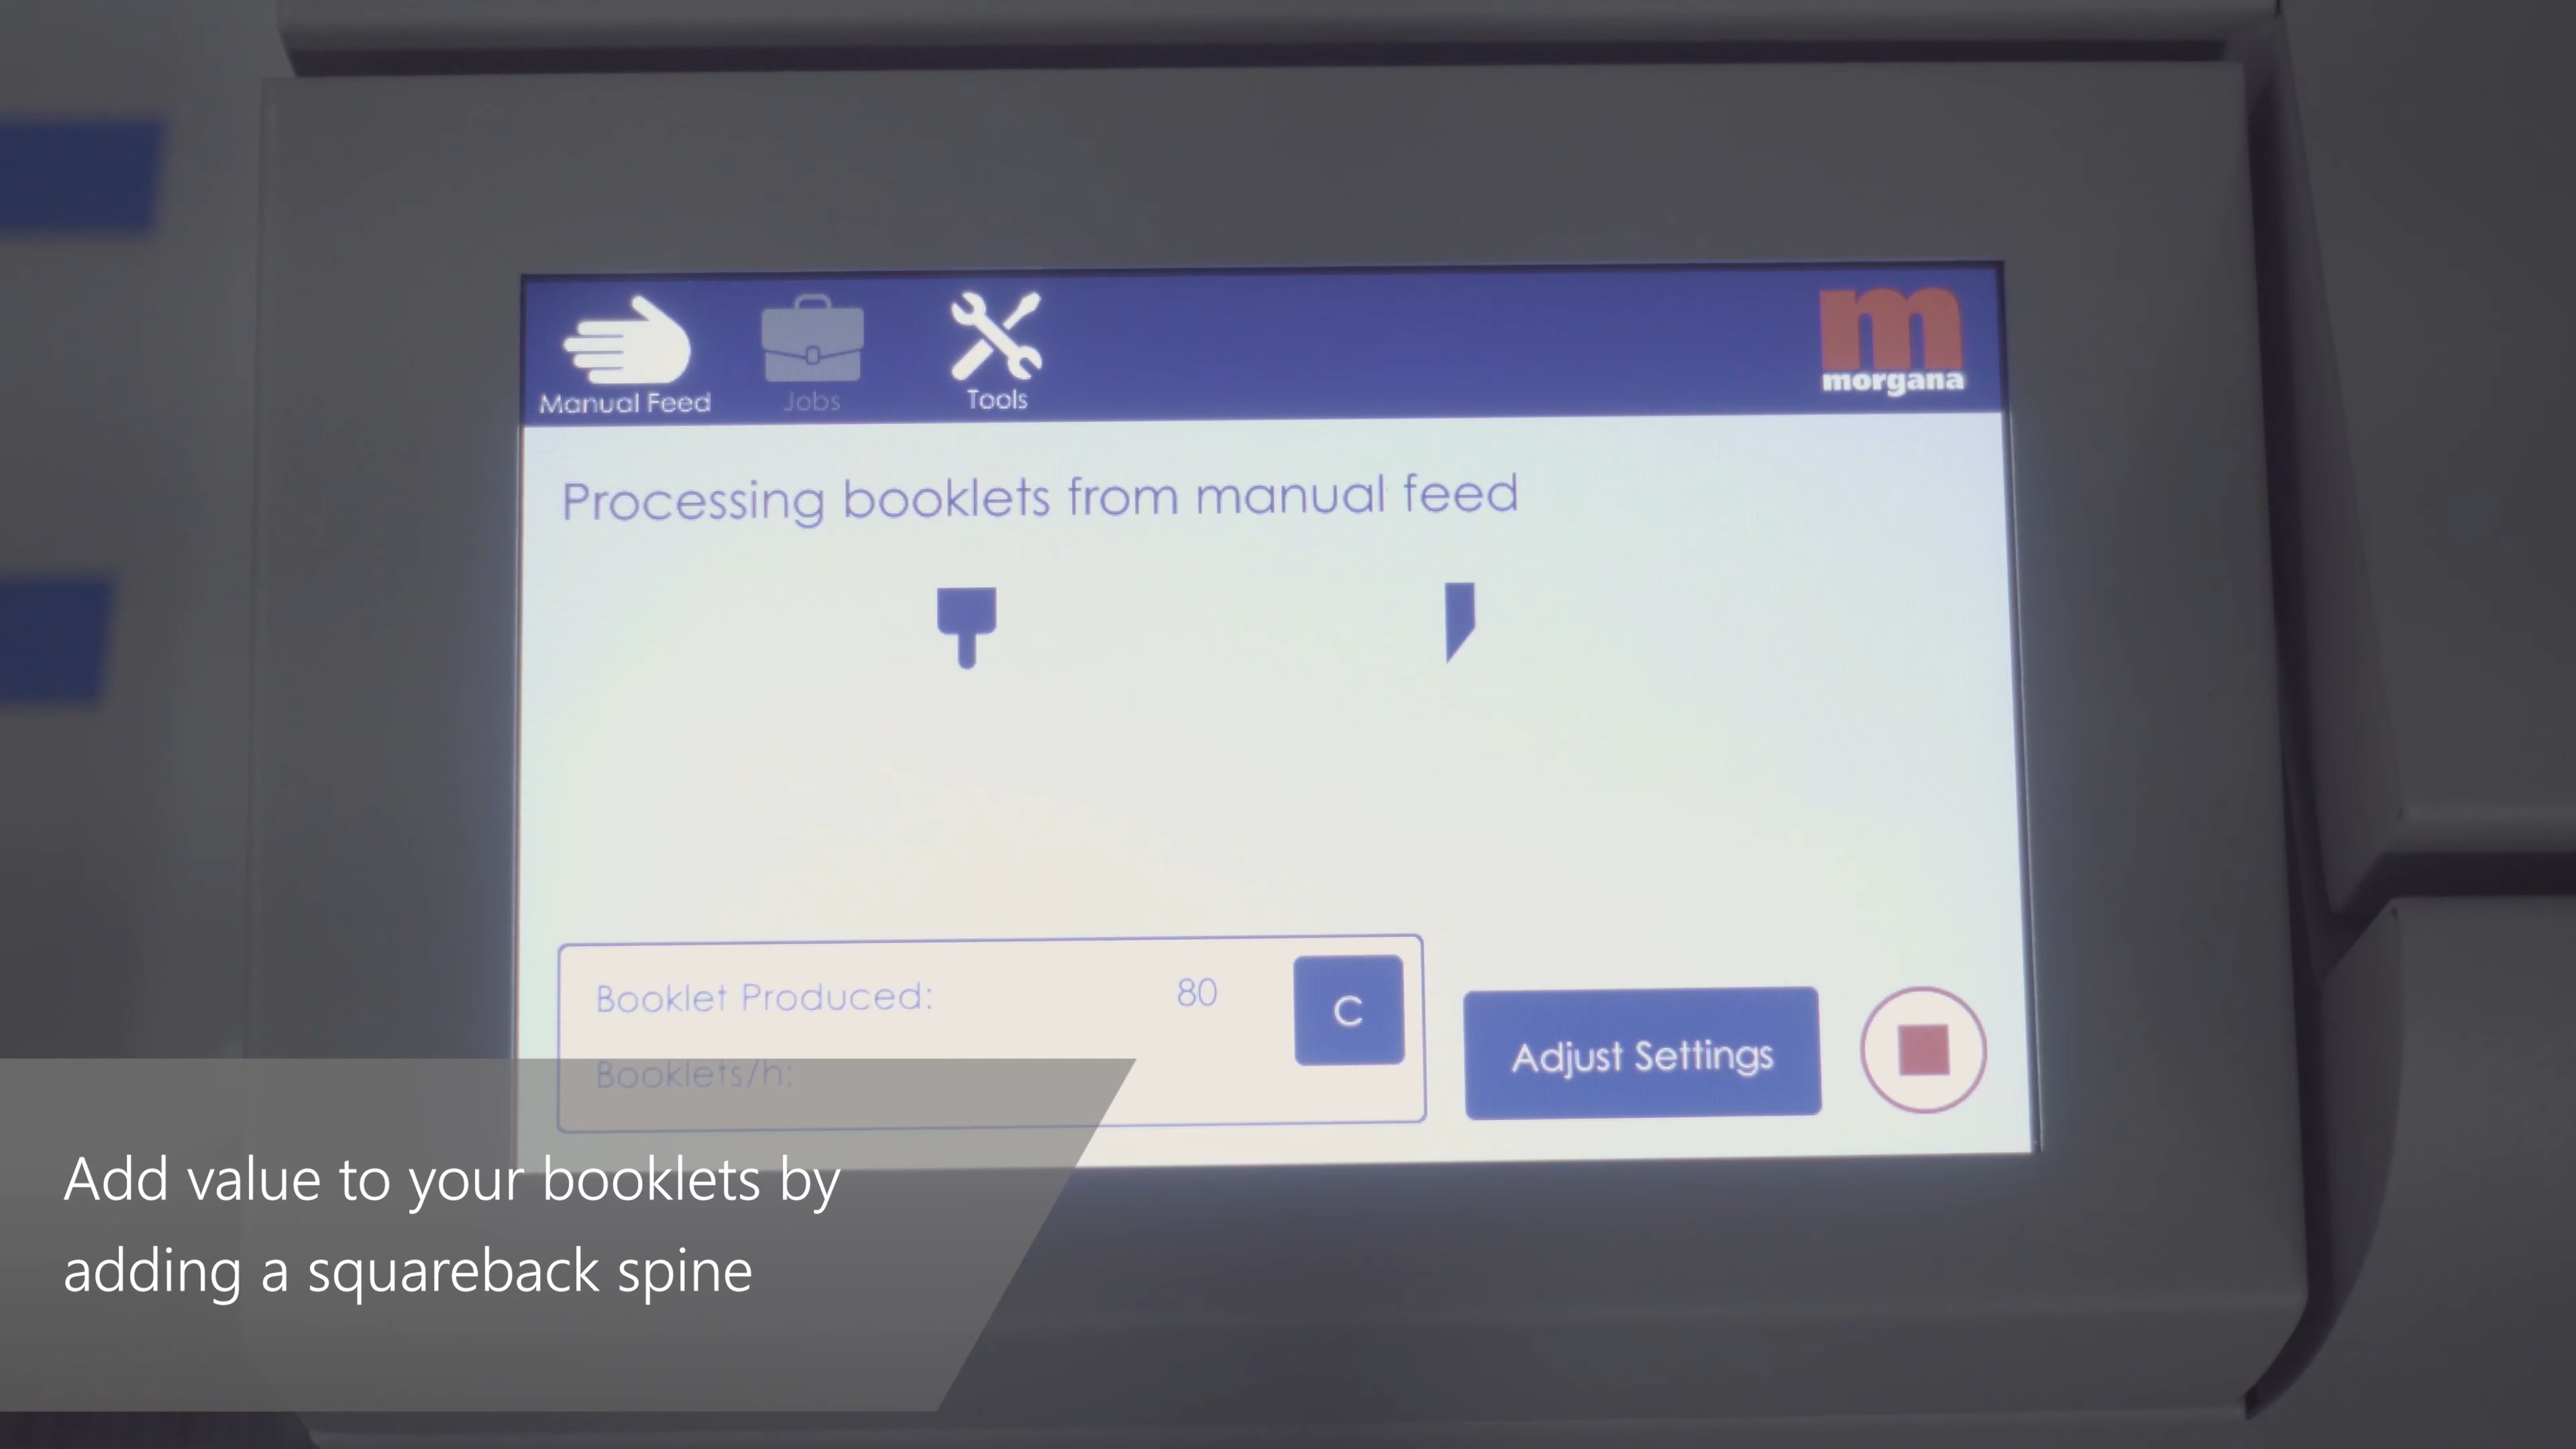 Manual Feed
Jobs
Tools
m
morgana
Processing booklets from manual feed
Booklet Produced: 80
C
Booklets/h:
Adjust Settings
Add value to your booklets by
adding a squareback spine